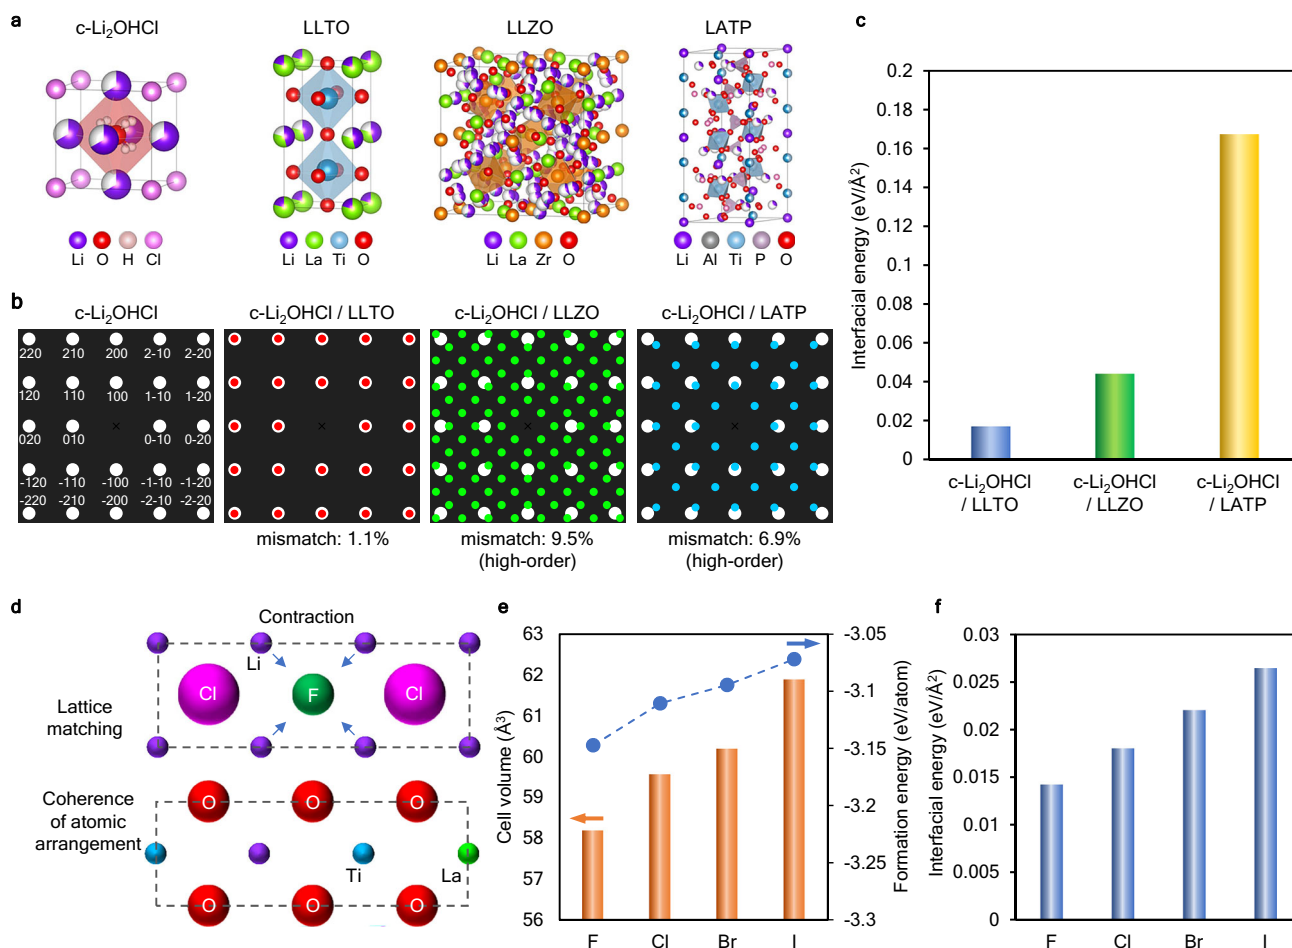 a
c-Li₂OHCl
LLTO
LLZO
LATP
Li O H Cl
Li La Ti O
Li La Zr O
Li Al Ti P O
b
c-Li₂OHCl
c-Li₂OHCl / LLTO
c-Li₂OHCl / LLZO
c-Li₂OHCl / LATP
220 210 200 2-10 2-20
120 110 100 1-10 1-20
020 010 × 0-10 0-20
-120 -110 -100 -1-10 -1-20
-220 -210 -200 -2-10 -2-20
mismatch: 1.1%
mismatch: 9.5%
(high-order)
mismatch: 6.9%
(high-order)
c
Interfacial energy (eV/Å²)
0.2
0.18
0.16
0.14
0.12
0.1
0.08
0.06
0.04
0.02
0
c-Li₂OHCl
/ LLTO
c-Li₂OHCl
/ LLZO
c-Li₂OHCl
/ LATP
d
Contraction
Li
Cl F Cl
Lattice
matching
Coherence
of atomic
arrangement
O O O
Ti
La
O O O
e
Cell volume (Å³)
63
62
61
60
59
58
57
56
Formation energy (eV/atom)
-3.05
-3.1
-3.15
-3.2
-3.25
-3.3
F Cl Br I
f
Interfacial energy (eV/Å²)
0.03
0.025
0.02
0.015
0.01
0.005
0
F Cl Br I